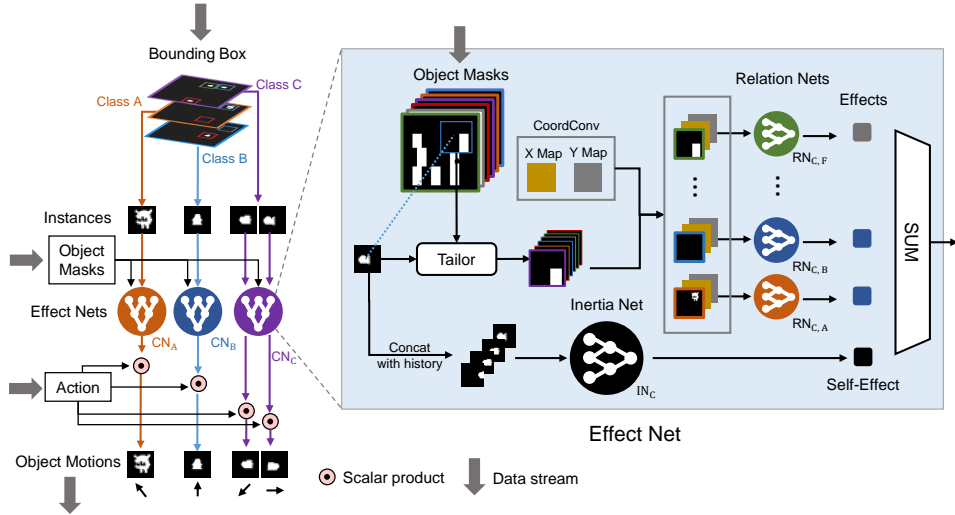 Bounding Box
Class C
Class A
Class B
Instances
Object
Masks
Effect Nets
CN_A
CN_B
CN_C
Action
Object Motions
Scalar product
Data stream
Object Masks
CoordConv
X Map
Y Map
Tailor
Concat
with history
Inertia Net
IN_C
Relation Nets
RN_C, F
RN_C, B
RN_C, A
Effects
Self-Effect
SUM
Effect Net